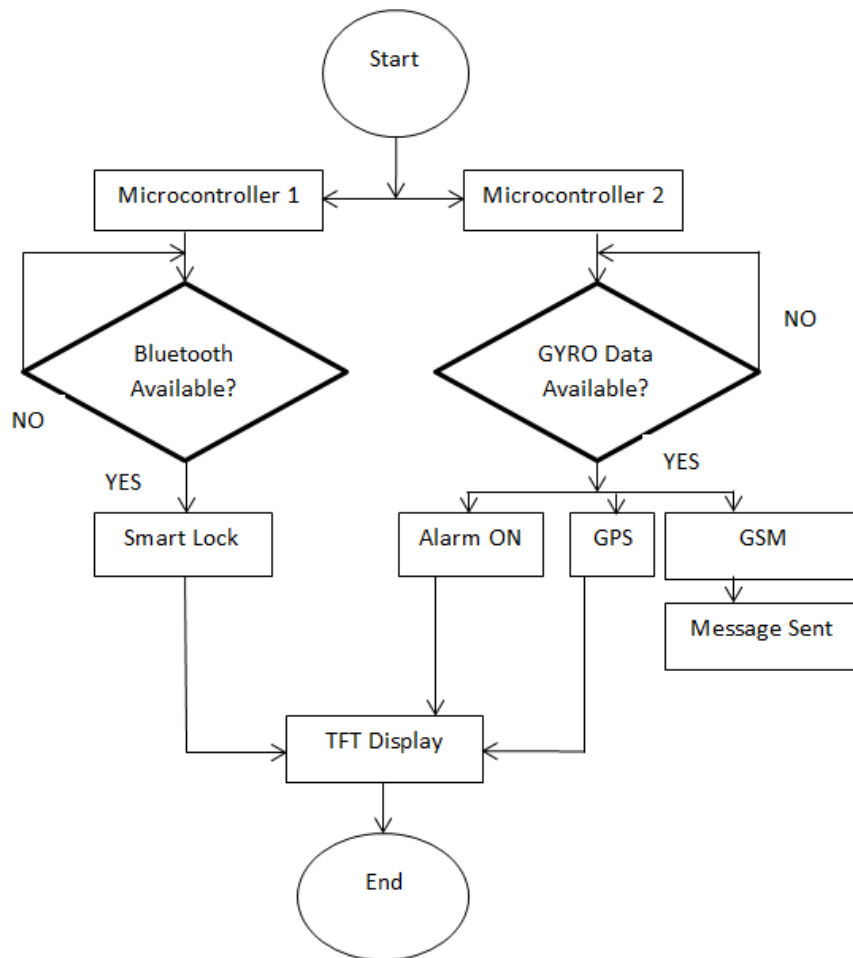 Start
Microcontroller 1
Microcontroller 2
Bluetooth
Available?
GYRO Data
Available?
NO
NO
YES
YES
Smart Lock
Alarm ON
GPS
GSM
Message Sent
TFT Display
End